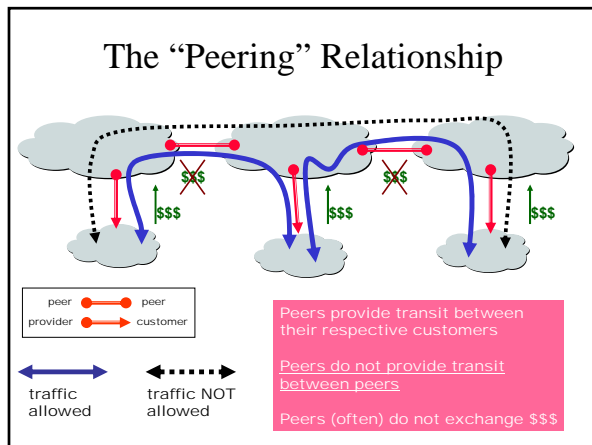 The “Peering” Relationship
$$$
$$$
$$$
$$$
$$$
peer peer
provider customer
traffic
allowed
traffic NOT
allowed
Peers provide transit between
their respective customers
Peers do not provide transit
between peers
Peers (often) do not exchange $$$